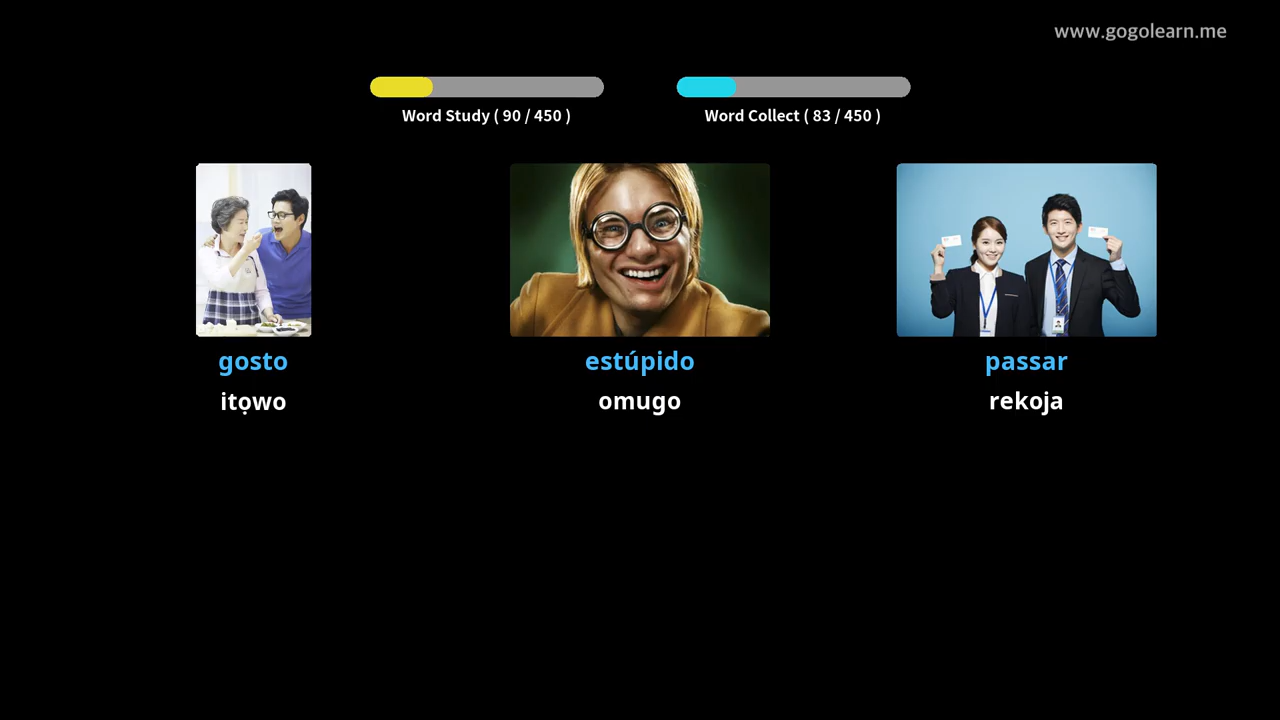 www.gogolearn.me
Word Study ( 90 / 450 )
Word Collect ( 83 / 450 )
gosto
estúpido
passar
itọwo
omugo
rekoja